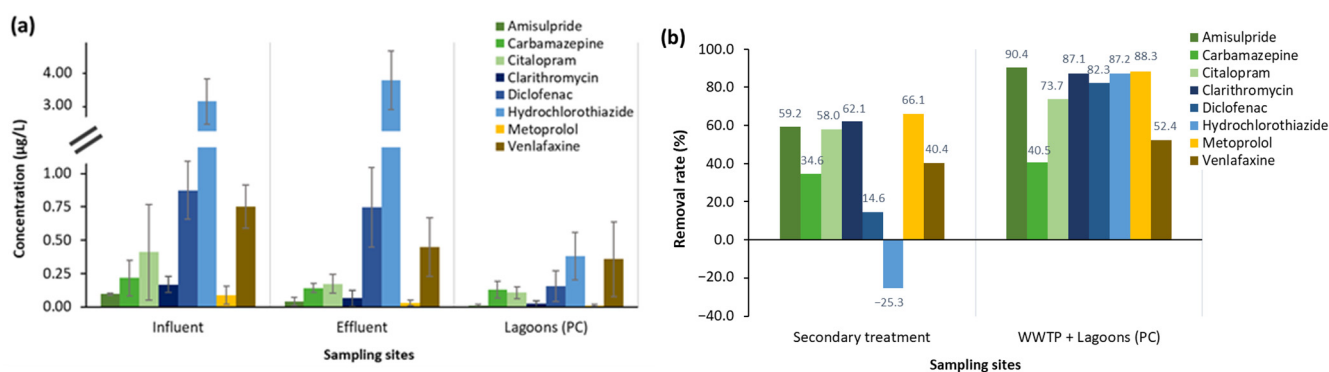 (a)
Amisulpride
Carbamazepine
Citalopram
Clarithromycin
Diclofenac
Hydrochlorothiazide
Metoprolol
Venlafaxine
Concentration (µg/L)
4.00
3.00
1.00
0.75
0.50
0.25
0.00
Influent
Effluent
Lagoons (PC)
Sampling sites
(b)
Amisulpride
Carbamazepine
Citalopram
Clarithromycin
Diclofenac
Hydrochlorothiazide
Metoprolol
Venlafaxine
Removal rate (%)
100.0
80.0
60.0
40.0
20.0
0.0
−20.0
−40.0
59.2
34.6
58.0
62.1
14.6
−25.3
66.1
40.4
90.4
40.5
73.7
87.1
82.3
87.2
88.3
52.4
Secondary treatment
WWTP + Lagoons (PC)
Sampling sites